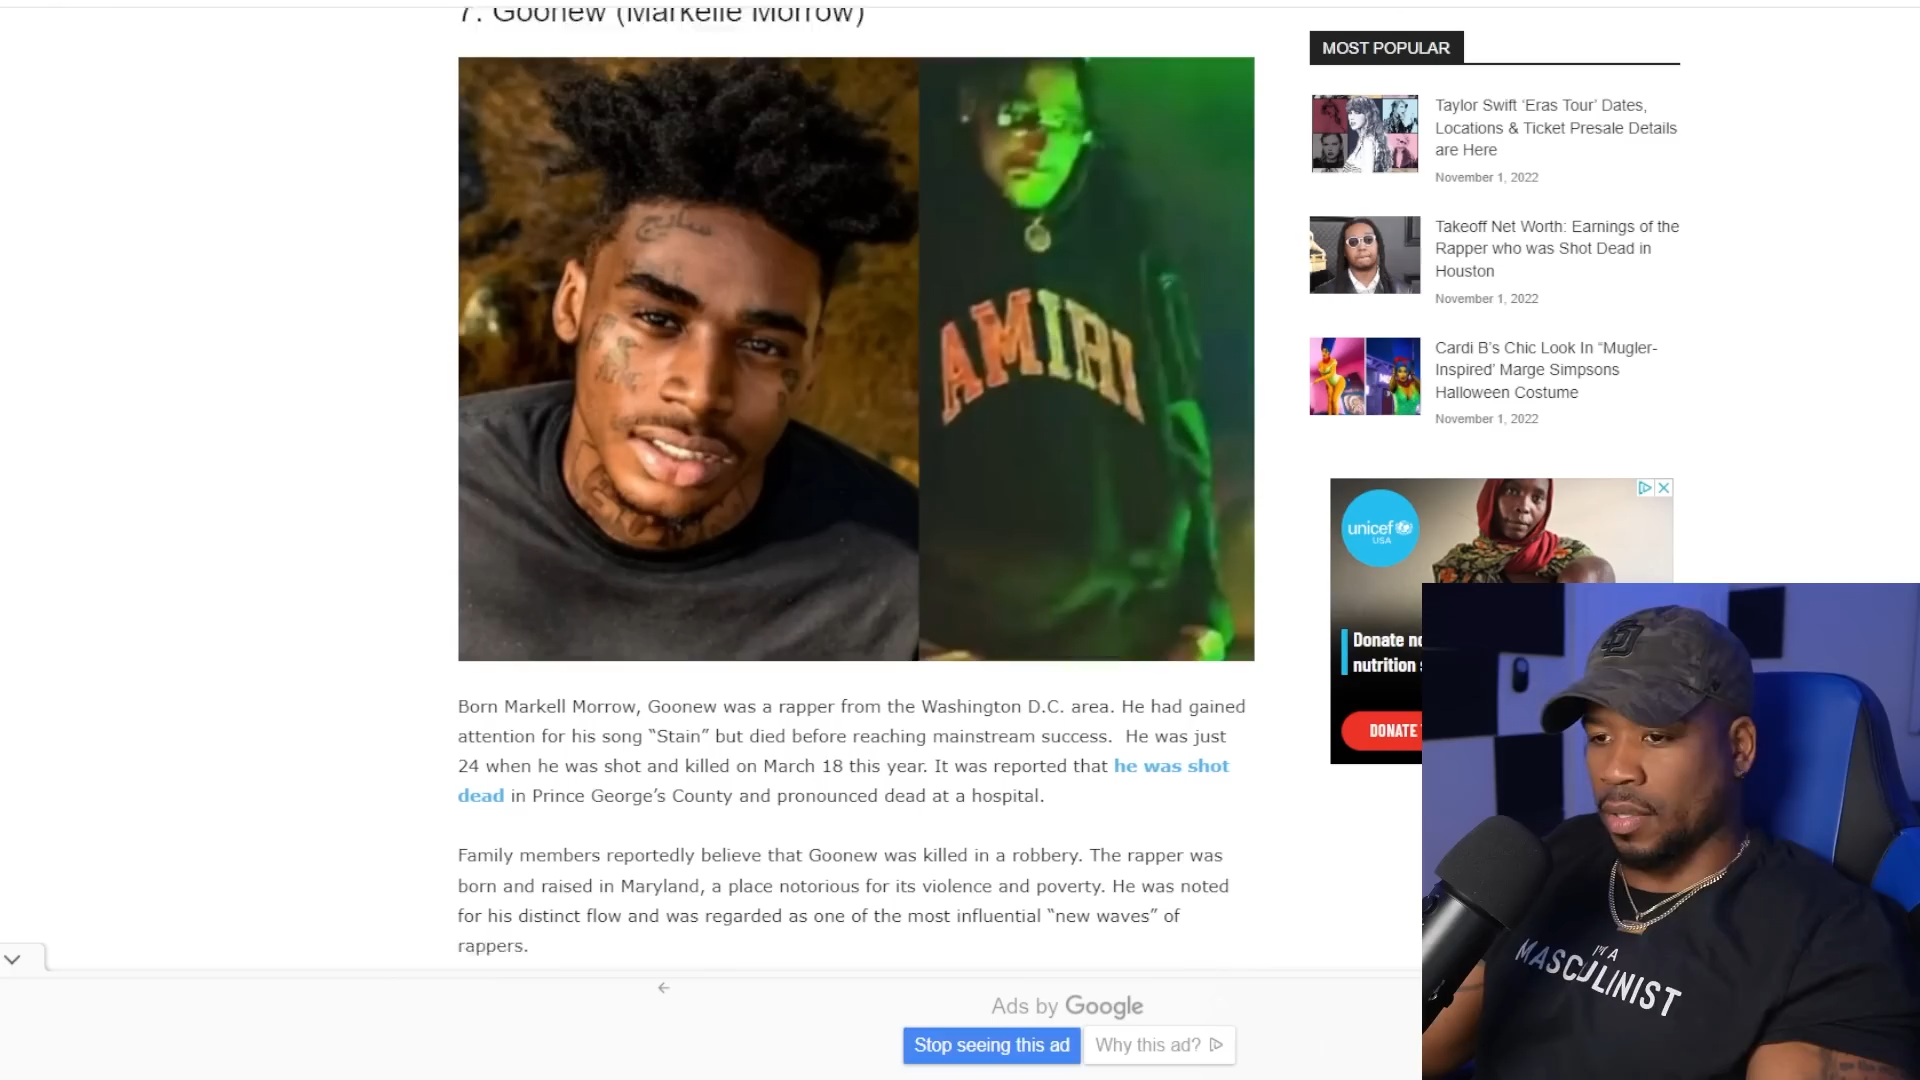 7. Goonew (Markelle Morrow)
AMIRI
Born Markell Morrow, Goonew was a rapper from the Washington D.C. area. He had gained
attention for his song “Stain” but died before reaching mainstream success.  He was just
24 when he was shot and killed on March 18 this year. It was reported that he was shot
dead in Prince George’s County and pronounced dead at a hospital.
Family members reportedly believe that Goonew was killed in a robbery. The rapper was
born and raised in Maryland, a place notorious for its violence and poverty. He was noted
for his distinct flow and was regarded as one of the most influential “new waves” of
rappers.
MOST POPULAR
Taylor Swift ‘Eras Tour’ Dates,
Locations & Ticket Presale Details
are Here
November 1, 2022
Takeoff Net Worth: Earnings of the
Rapper who was Shot Dead in
Houston
November 1, 2022
Cardi B’s Chic Look In “Mugler-
Inspired’ Marge Simpsons
Halloween Costume
November 1, 2022
unicef
USA
Donate
nutrition
DONATE
I'M A
MASCULINIST
Ads by Google
Stop seeing this ad
Why this ad?